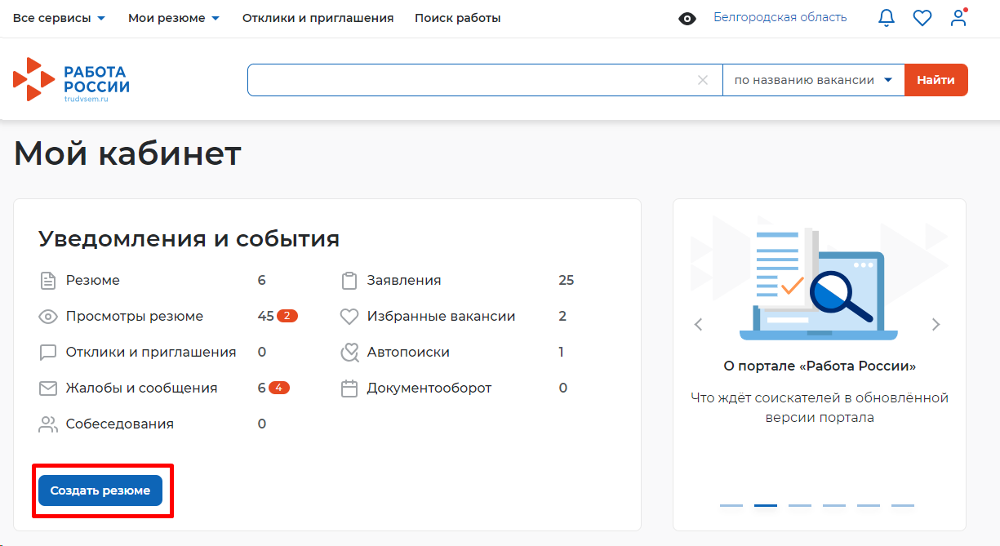 Все сервисы Мои резюме Отклики и приглашения Поиск работы Белгородская область
РАБОТА
РОССИИ
trudvsem.ru
по названию вакансии Найти
Мой кабинет
Уведомления и события
Резюме 6
Просмотры резюме 45 2
Отклики и приглашения 0
Жалобы и сообщения 6 4
Собеседования 0
Заявления 25
Избранные вакансии 2
Автопоиски 1
Документооборот 0
Создать резюме
О портале «Работа России»
Что ждёт соискателей в обновлённой
версии портала